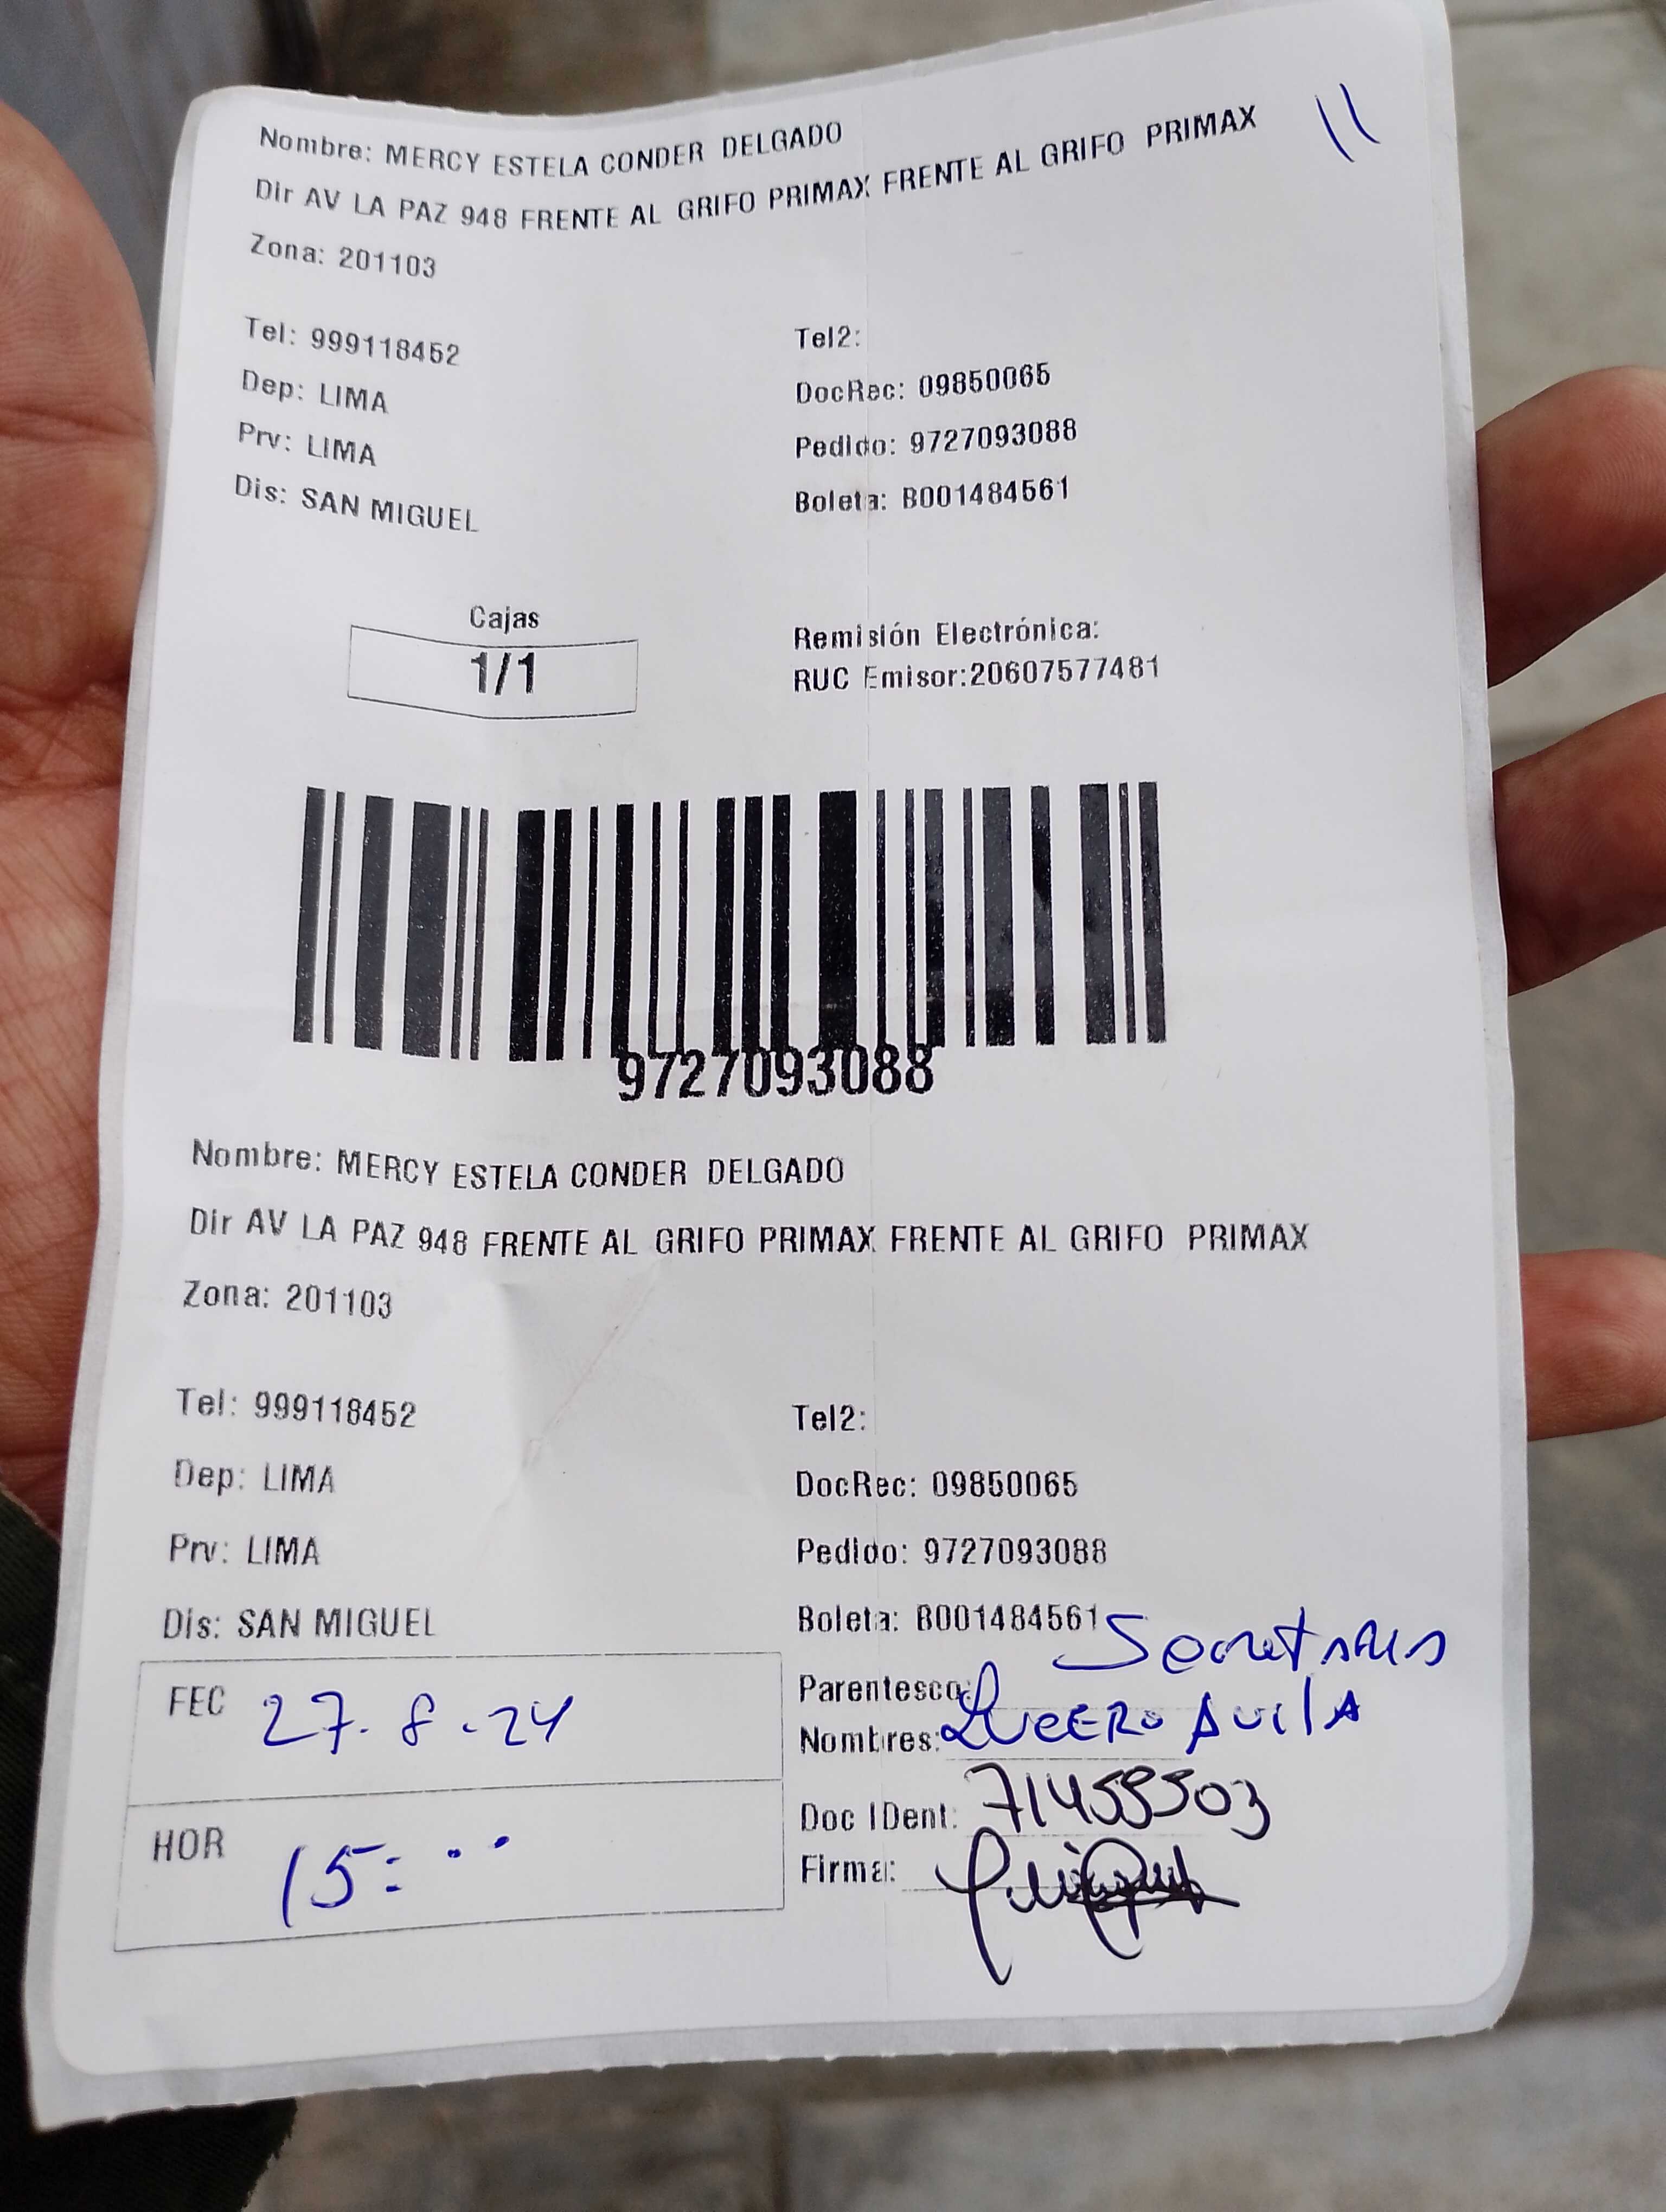 Nombre: MERCY ESTELA CONDER DELGADO
Dir AV LA PAZ 948 FRENTE AL GRIFO PRIMAX FRENTE AL GRIFO PRIMAX
Zona: 201103
Tel: 999118452
Tel2:
Dep: LIMA
DocRec: 09850065
Prv: LIMA
Pedido: 9727093088
Dis: SAN MIGUEL
Boleta: B001484561
Cajas
1/1
Remisión Electrónica:
RUC Emisor:20607577481
9727093088
Nombre: MERCY ESTELA CONDER DELGADO
Dir AV LA PAZ 948 FRENTE AL GRIFO PRIMAX FRENTE AL GRIFO PRIMAX
Zona: 201103
Tel: 999118452
Tel2:
Dep: LIMA
DocRec: 09850065
Prv: LIMA
Pedido: 9727093088
Dis: SAN MIGUEL
Boleta: B001484561
FEC 27.8.24
Parentesco:
Nombres: LUCERO AVILA
HOR 15:..
Doc IDent:
Firma: